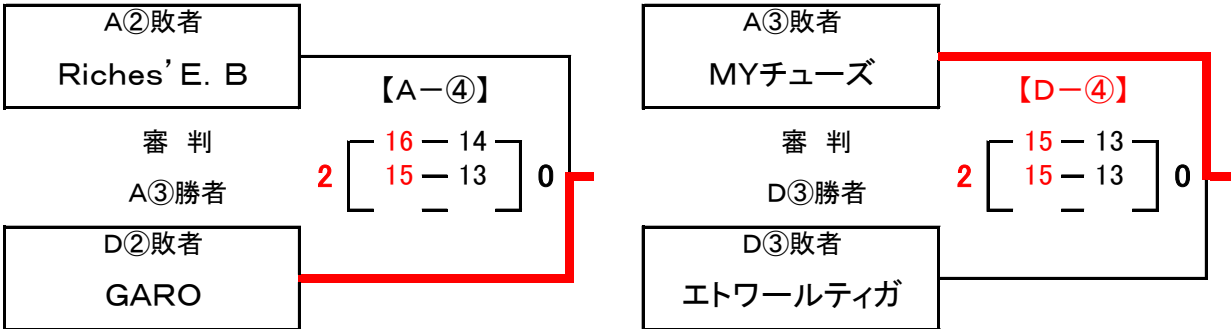 A②敗者
Riches’E. B
【A-④】
審 判
A③勝者
2
16 ― 14
15 ― 13
―
0
D②敗者
GARO
A③敗者
MYチューズ
【D-④】
審 判
D③勝者
2
15 ― 13
15 ― 13
―
0
D③敗者
エトワールティガ